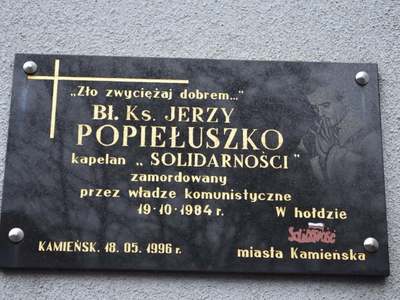 „Zło zwyciężaj dobrem..."
Bł. Ks. JERZY
POPIEŁUSZKO
kapelan „ SOLIDARNOŚCI "
zamordowany
przez władze komunistyczne
19-10-1984 r.
W hołdzie
Solidarność
KAMIEŃSK. 18. 05. 1996 r.
miasta Kamieńska